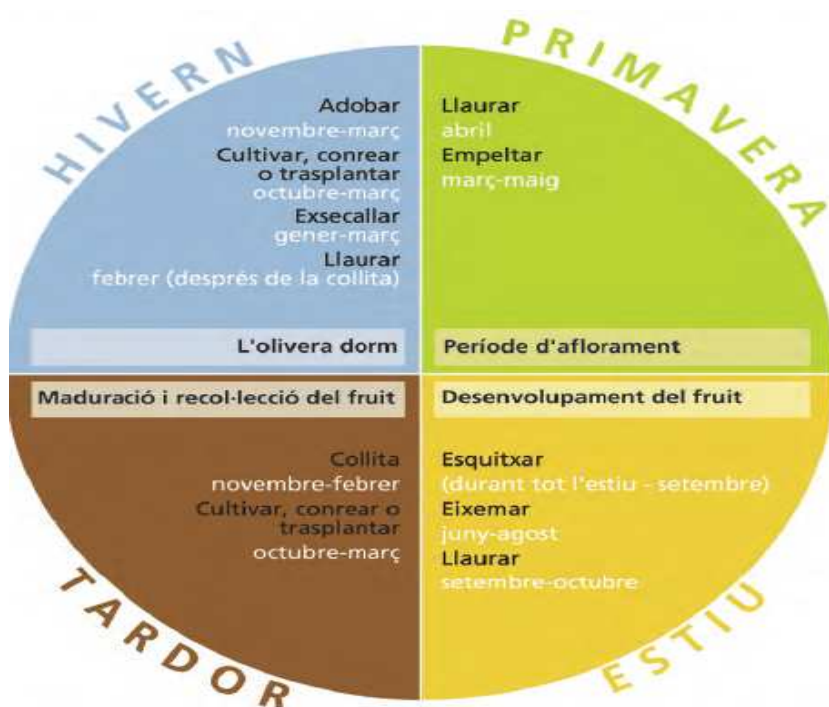 HIVERN
Adobar
novembre-març
Cultivar, conrear
o trasplantar
octubre-març
Exsecallar
gener-març
Llaurar
febrer (després de la collita)
L'olivera dorm
PRIMAVERA
Llaurar
abril
Empeltar
març-maig
Període d'aflorament
Maduració i recol·lecció del fruit
Collita
novembre-febrer
Cultivar, conrear o
trasplantar
octubre-març
TARDOR
Desenvolupament del fruit
Esquitxar
(durant tot l'estiu - setembre)
Eixemar
juny-agost
Llaurar
setembre-octubre
ESTIU